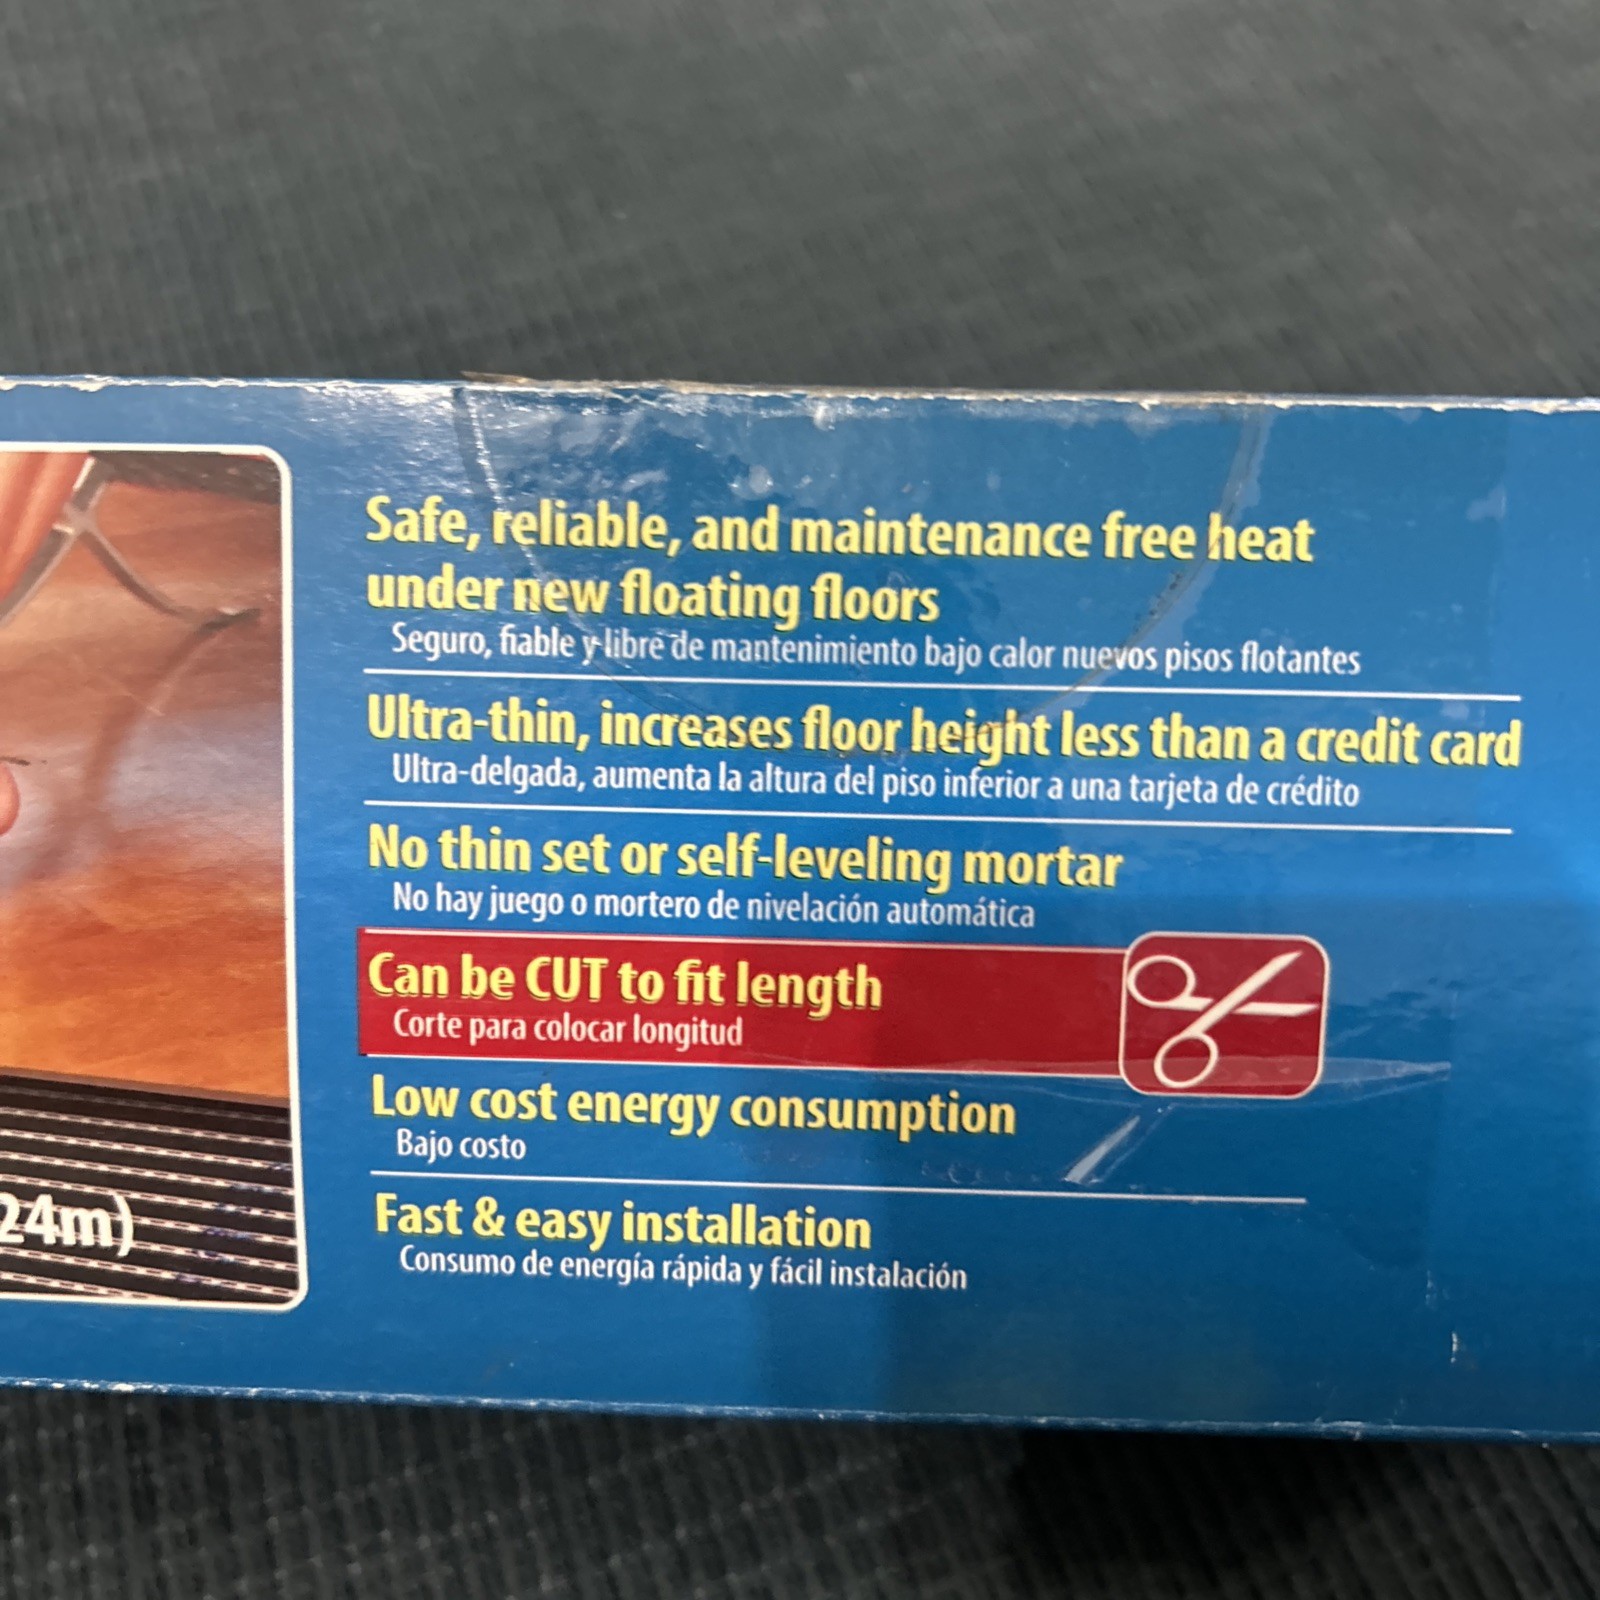 Safe, reliable, and maintenance free heat
under new floating floors
Seguro, fiable y libre de mantenimiento bajo calor nuevos pisos flotantes
Ultra-thin, increases floor height less than a credit card
Ultra-delgada, aumenta la altura del piso inferior a una tarjeta de crédito
No thin set or self-leveling mortar
No hay juego o mortero de nivelación automática
Can be CUT to fit length
Corte para colocar longitud
Low cost energy consumption
Bajo costo
24m)
Fast & easy installation
Consumo de energía rápida y fácil instalación